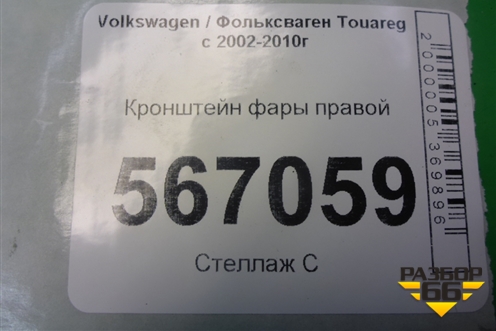 Volkswagen / Фольксваген Touareg
с 2002-2010г
Кронштейн фары правой
567059
Стеллаж С
2000005369896
РАЗБОР
66